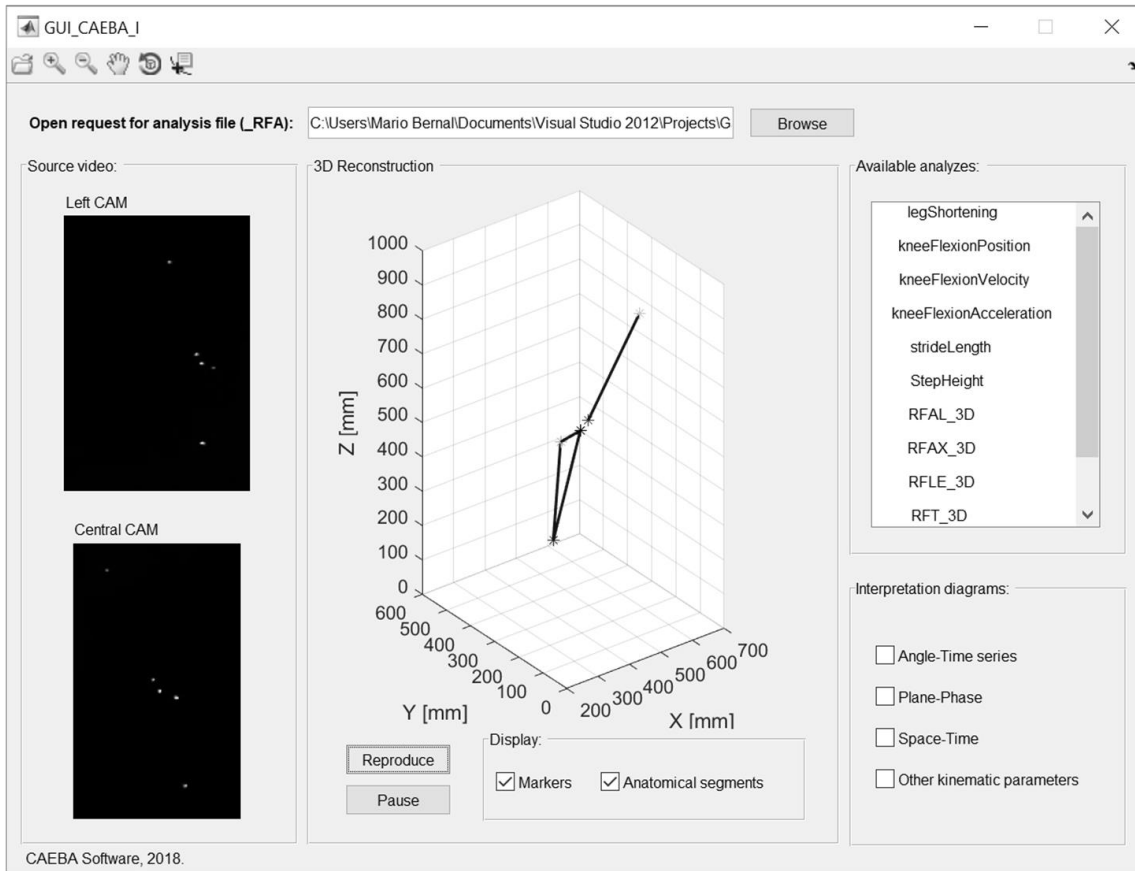 GUI_CAEBA_I
Open request for analysis file (_RFA): C:\Users\Mario Bernal\Documents\Visual Studio 2012\Projects\G Browse
Source video:
Left CAM
Central CAM
3D Reconstruction
1000
900
800
700
600
500
400
300
200
100
0
Z [mm]
600
500
400
300
200
100
0
Y [mm]
200
300
400
500
600
700
X [mm]
Reproduce
Pause
Display:
Markers
Anatomical segments
Available analyzes:
legShortening
kneeFlexionPosition
kneeFlexionVelocity
kneeFlexionAcceleration
strideLength
StepHeight
RFAL_3D
RFAX_3D
RFLE_3D
RFT_3D
Interpretation diagrams:
Angle-Time series
Plane-Phase
Space-Time
Other kinematic parameters
CAEBA Software, 2018.